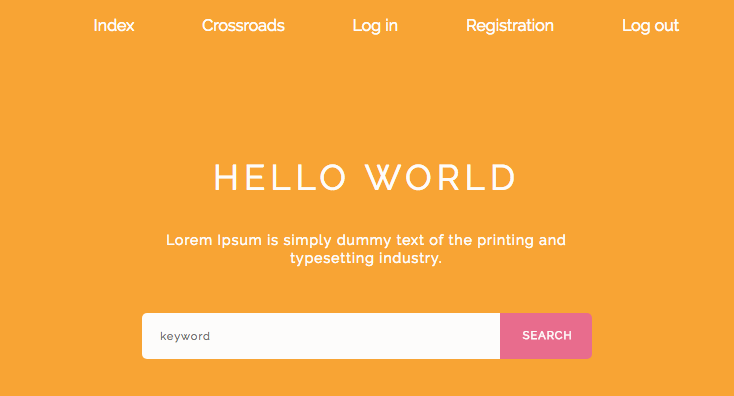 Index Crossroads Log in Registration Log out
HELLO WORLD
Lorem Ipsum is simply dummy text of the printing and
typesetting industry.
keyword SEARCH